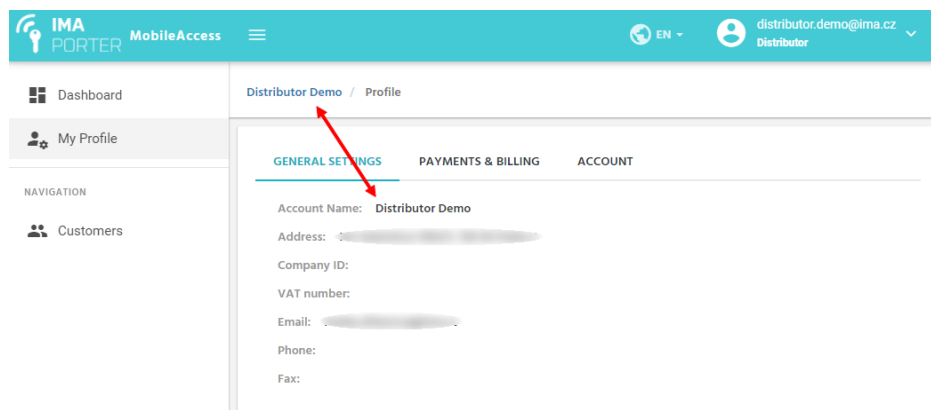 IMA
PORTER MobileAccess
EN
distributor.demo@ima.cz
Distributor
Dashboard
My Profile
NAVIGATION
Customers
Distributor Demo / Profile
GENERAL SETTINGS PAYMENTS & BILLING ACCOUNT
Account Name: Distributor Demo
Address:
Company ID:
VAT number:
Email:
Phone:
Fax: